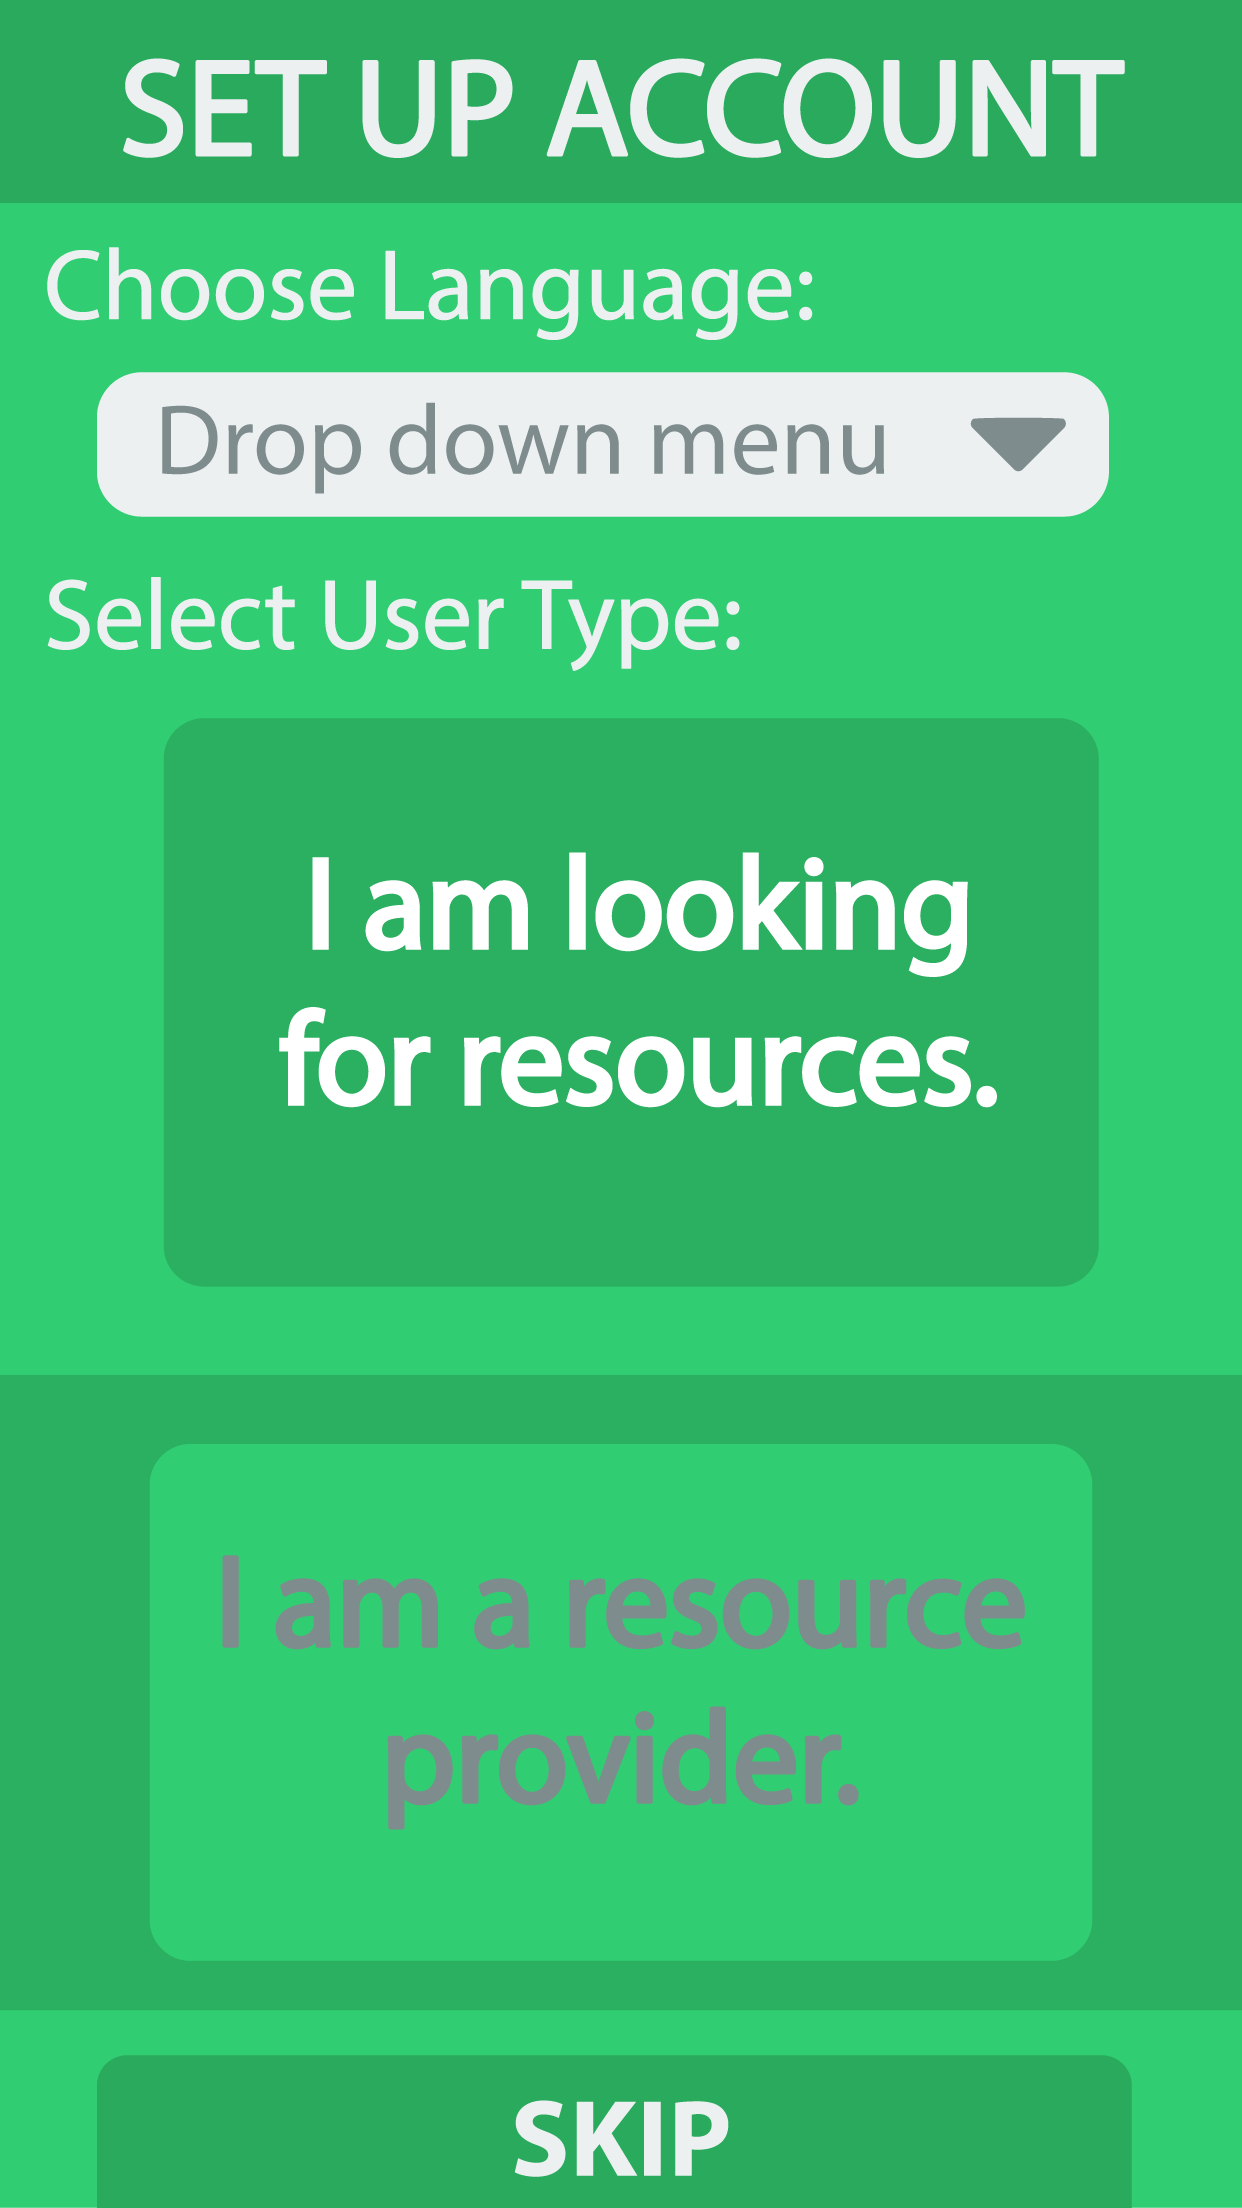 SET UP ACCOUNT
Choose Language:
Drop down menu
Select User Type:
I am looking
for resources.
I am a resource
provider.
SKIP